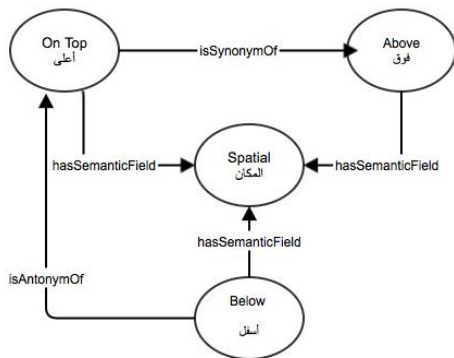 On Top
أعلى
isSynonymOf
Above
فوق
hasSemanticField
Spatial
المكان
hasSemanticField
hasSemanticField
isAntonymOf
Below
أسفل